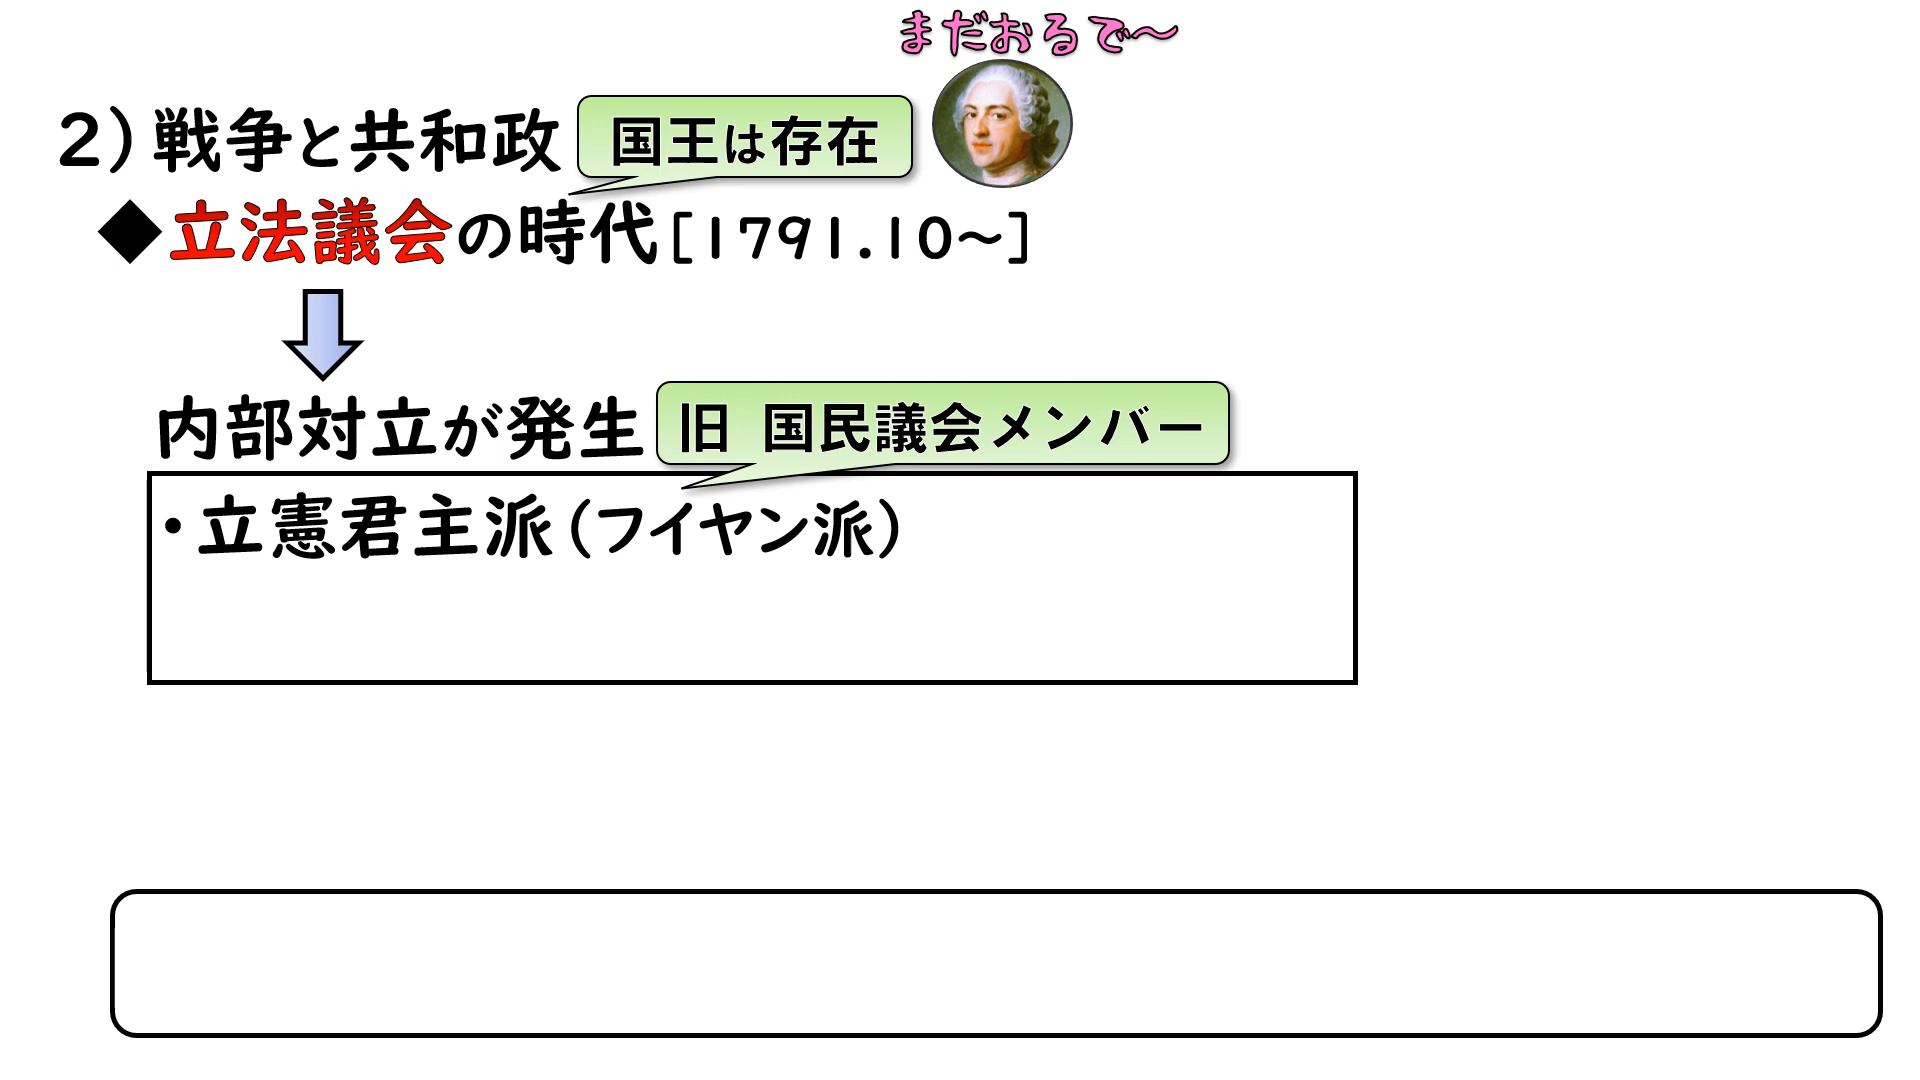 まだおるで～
2）戦争と共和政
国王は存在
◆立法議会の時代[1791.10～]
内部対立が発生
旧 国民議会メンバー
・立憲君主派（フイヤン派）